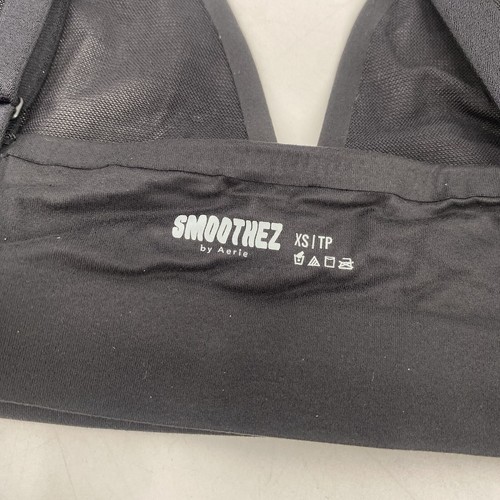 SMOOTHEZ
by Aerie
XS | TP